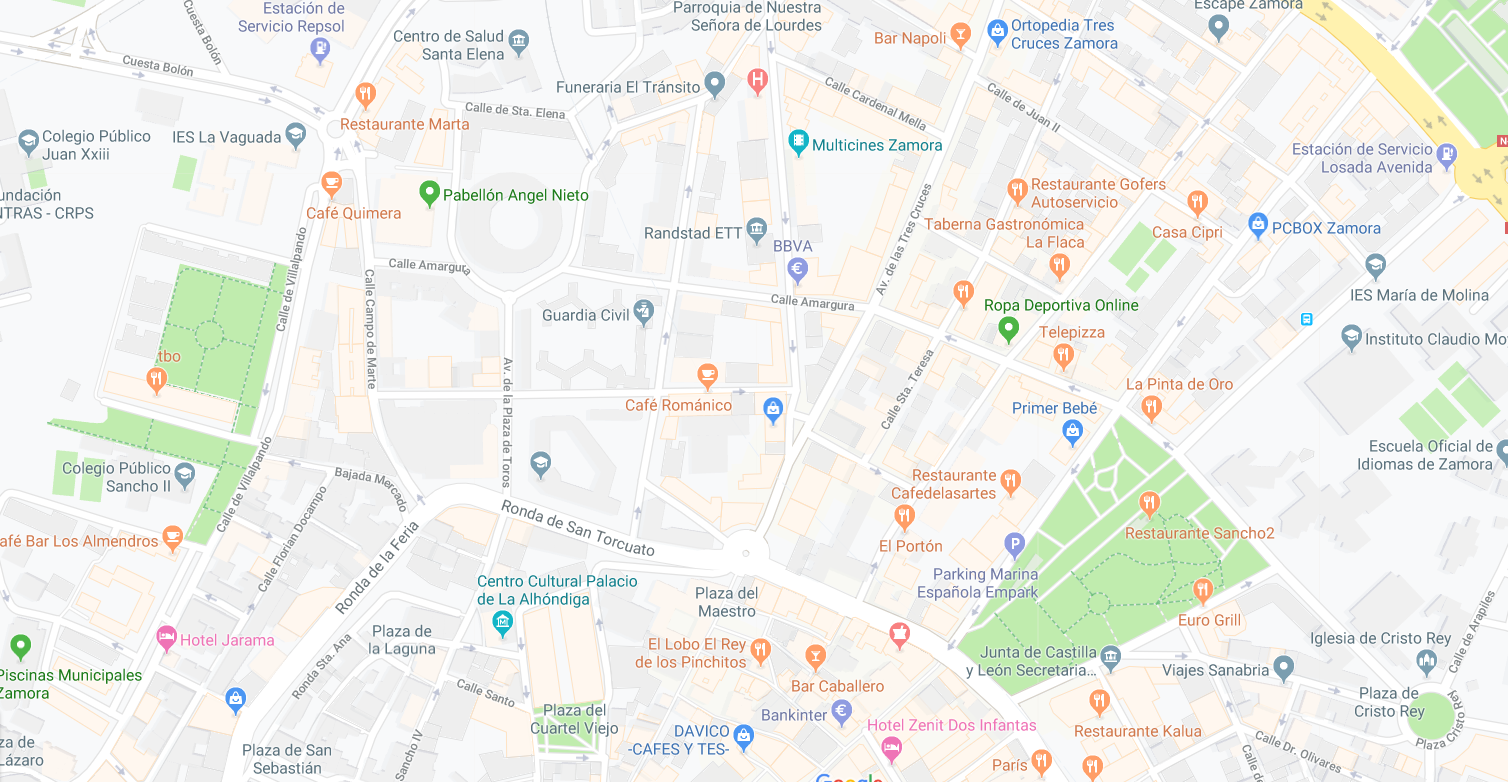 Estación de
Servicio Repsol
Cuesta Bolón
Parroquia de Nuestra
Señora de Lourdes
Escape Zamora
Centro de Salud
Santa Elena
Bar Napoli
Ortopedia Tres
Cruces Zamora
Cuesta Bolón
Funeraria El Tránsito
H
Calle Cardenal Mella
Calle de Juan II
Calle de Sta. Elena
Restaurante Marta
Colegio Público
Juan Xxiii
IES La Vaguada
Multicines Zamora
Estación de Servicio
Losada Avenida
N
undación
NTRAS - CRPS
Café Quimera
Pabellón Angel Nieto
Restaurante Gofers
Autoservicio
Taberna Gastronómica
La Flaca
Casa Cipri
PCBOX Zamora
Randstad ETT
BBVA
Av. de las Tres Cruces
Calle Amargura
Calle de Villalpando
Calle Campo de Marte
IES María de Molina
Calle Amargura
Ropa Deportiva Online
Guardia Civil
Telepizza
Instituto Claudio Mo
tbo
Av. de la Plaza de Toros
Calle Sta. Teresa
La Pinta de Oro
Café Románico
Primer Bebé
Escuela Oficial de
Idiomas de Zamora
Colegio Público
Sancho II
Calle de Villalpando
Bajada Mercado
Restaurante
Cafedelasartes
Calle Florian Docampo
Ronda de San Torcuato
Restaurante Sancho2
afé Bar Los Almendros
Ronda de la Feria
El Portón
P
Parking Marina
Española Empark
Centro Cultural Palacio
de La Alhóndiga
Plaza del
Maestro
Euro Grill
Calle de Arapiles
Hotel Jarama
Plaza de
la Laguna
El Lobo El Rey
de los Pinchitos
Iglesia de Cristo Rey
Junta de Castilla
y León Secretaria...
Viajes Sanabria
Piscinas Municipales
Zamora
Ronda Sta. Ana
Calle Santo
Bar Caballero
Plaza de
Cristo Rey
Plaza Cristo Rey
Plaza del
Cuartel Viejo
Bankinter
Hotel Zenit Dos Infantas
Restaurante Kalua
DAVICO
-CAFES Y TES-
Sancho IV
Plaza de San
Sebastián
za de
Lázaro
París
Calle Dr. Olivares
Google